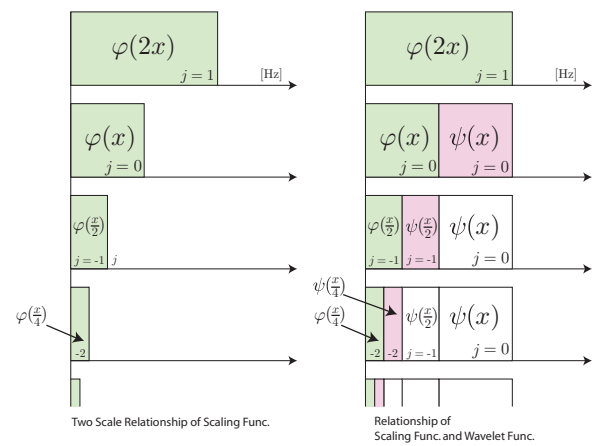 φ(2x)
j = 1
[Hz]
φ(x)
j = 0
φ(x/2)
j = -1
j
φ(x/4)
-2
Two Scale Relationship of Scaling Func.
φ(2x)
j = 1
[Hz]
φ(x)
j = 0
ψ(x)
j = 0
φ(x/2)
j = -1
ψ(x/2)
j = -1
ψ(x)
j = 0
ψ(x/4)
φ(x/4)
-2
-2
ψ(x/2)
j = -1
ψ(x)
j = 0
Relationship of
Scaling Func. and Wavelet Func.